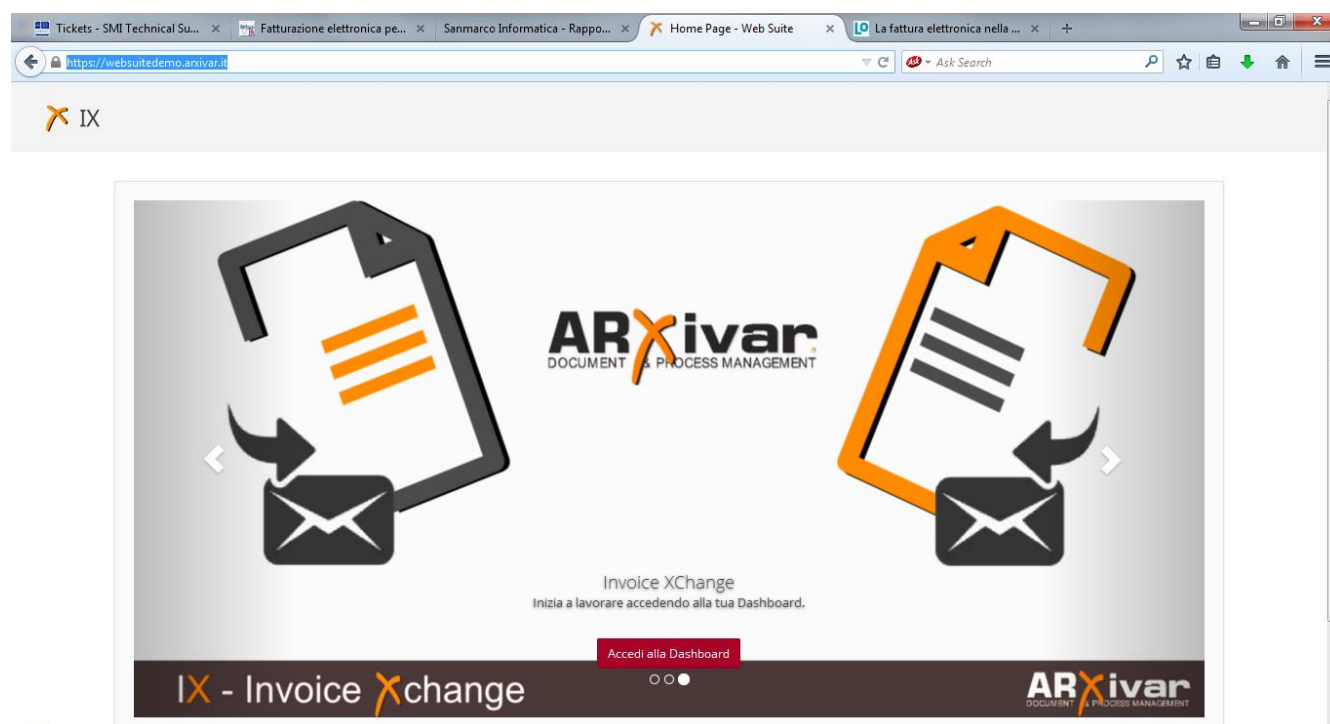 Tickets - SMI Technical Su...
Fatturazione elettronica pe...
Sanmarco Informatica - Rappo...
Home Page - Web Suite
La fattura elettronica nella ...
https://websuitedemo.arxivar.it
Ask Search
IX
ARXivar
DOCUMENT & PROCESS MANAGEMENT
Invoice XChange
Inizia a lavorare accedendo alla tua Dashboard.
Accedi alla Dashboard
IX - Invoice Xchange
ARXivar
DOCUMENT & PROCESS MANAGEMENT